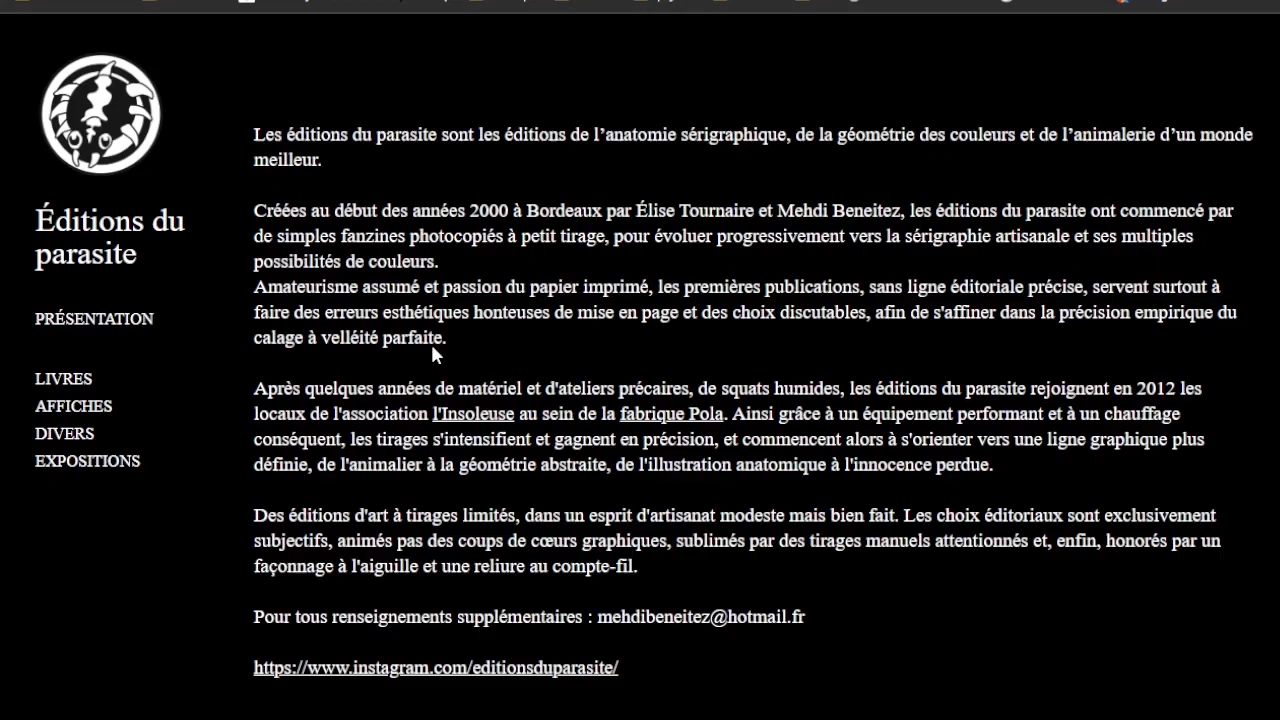 Éditions du
parasite
PRÉSENTATION
LIVRES
AFFICHES
DIVERS
EXPOSITIONS
Les éditions du parasite sont les éditions de l’anatomie sérigraphique, de la géométrie des couleurs et de l’animalerie d’un monde
meilleur.
Créées au début des années 2000 à Bordeaux par Élise Tournaire et Mehdi Beneitez, les éditions du parasite ont commencé par
de simples fanzines photocopiés à petit tirage, pour évoluer progressivement vers la sérigraphie artisanale et ses multiples
possibilités de couleurs.
Amateurisme assumé et passion du papier imprimé, les premières publications, sans ligne éditoriale précise, servent surtout à
faire des erreurs esthétiques honteuses de mise en page et des choix discutables, afin de s'affiner dans la précision empirique du
calage à velléité parfaite.
Après quelques années de matériel et d'ateliers précaires, de squats humides, les éditions du parasite rejoignent en 2012 les
locaux de l'association l'Insoleuse au sein de la fabrique Pola. Ainsi grâce à un équipement performant et à un chauffage
conséquent, les tirages s'intensifient et gagnent en précision, et commencent alors à s'orienter vers une ligne graphique plus
définie, de l'animalier à la géométrie abstraite, de l'illustration anatomique à l'innocence perdue.
Des éditions d'art à tirages limités, dans un esprit d'artisanat modeste mais bien fait. Les choix éditoriaux sont exclusivement
subjectifs, animés pas des coups de cœurs graphiques, sublimés par des tirages manuels attentionnés et, enfin, honorés par un
façonnage à l'aiguille et une reliure au compte-fil.
Pour tous renseignements supplémentaires : mehdibeneitez@hotmail.fr
https://www.instagram.com/editionsduparasite/